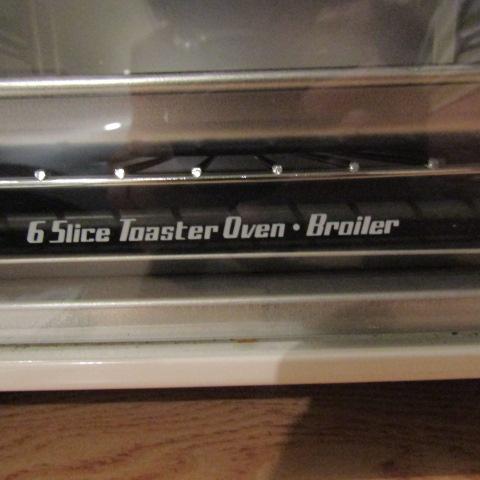 6 Slice Toaster Oven • Broiler